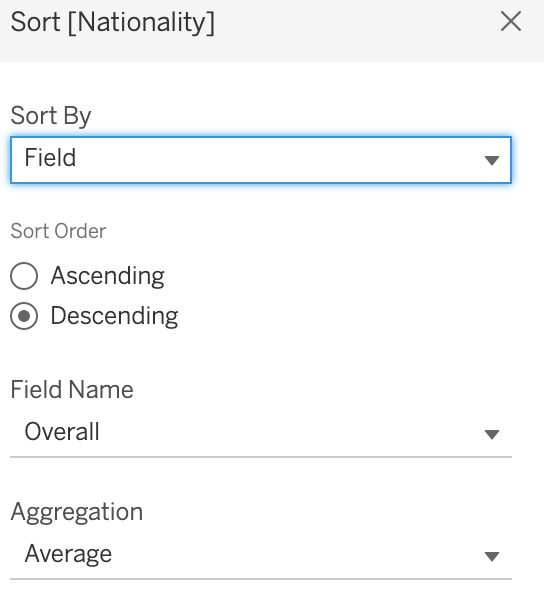 Sort [Nationality]
Sort By
Field
Sort Order
Ascending
Descending
Field Name
Overall
Aggregation
Average